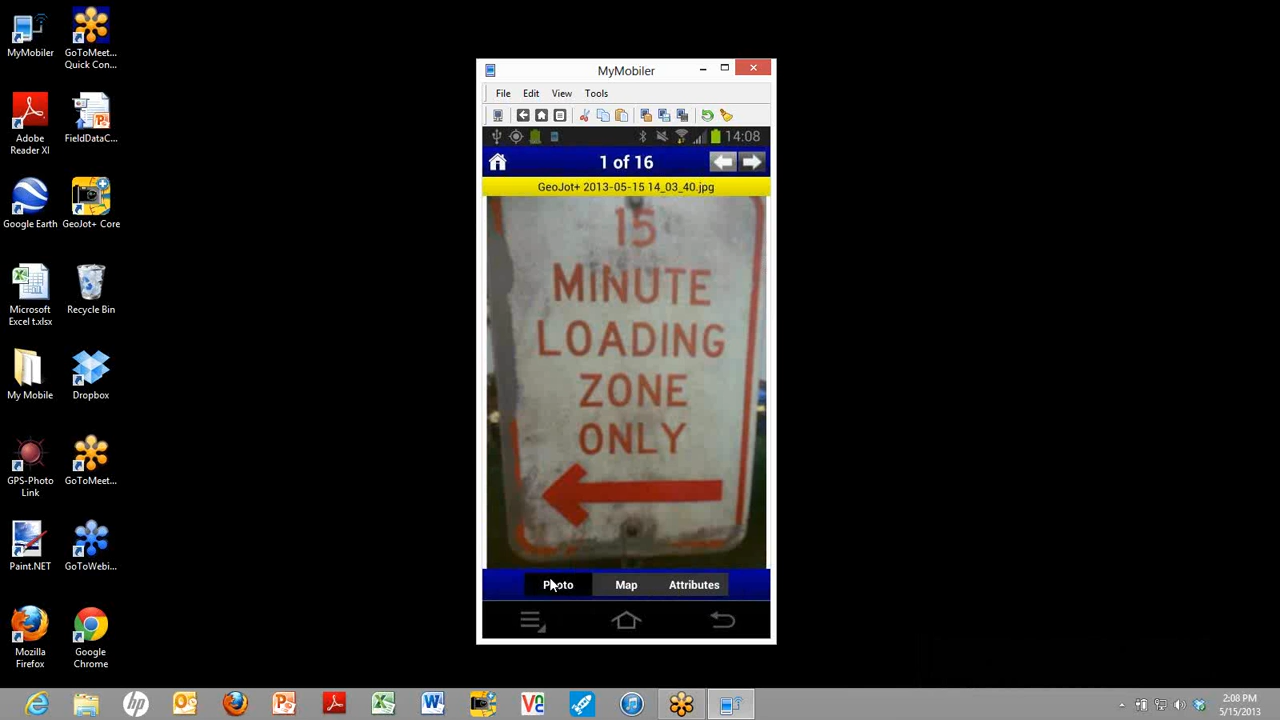 MyMobiler
GoToMeet...
Quick Con...
Adobe
Reader XI
FieldDataC...
Google Earth
GeoJot+ Core
Microsoft
Excel t.xlsx
Recycle Bin
My Mobile
Dropbox
GPS-Photo
Link
GoToMeet...
Paint.NET
GoToWebi...
Mozilla
Firefox
Google
Chrome
MyMobiler
File Edit View Tools
14:08
1 of 16
GeoJot+ 2013-05-15 14_03_40.jpg
15
MINUTE
LOADING
ZONE
ONLY
Photo Map Attributes
2:08 PM
5/15/2013